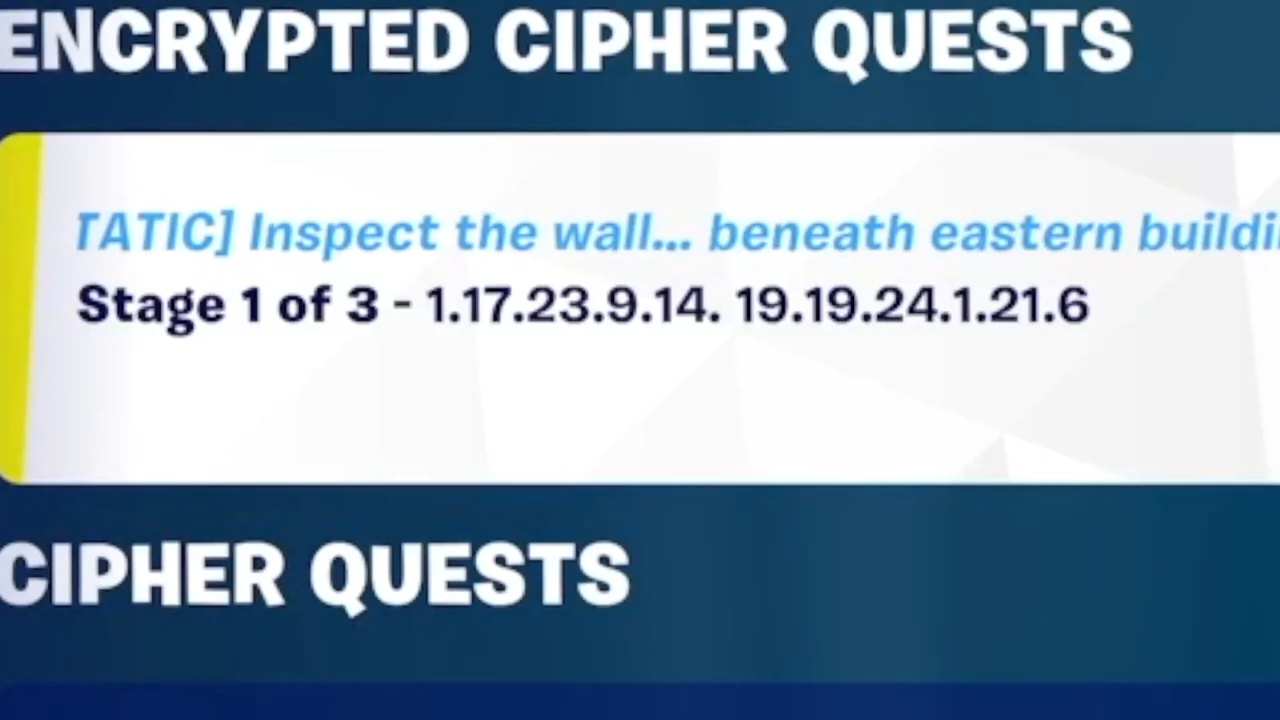 ENCRYPTED CIPHER QUESTS
TATIC] Inspect the wall... beneath eastern buildi
Stage 1 of 3 - 1.17.23.9.14. 19.19.24.1.21.6
CIPHER QUESTS